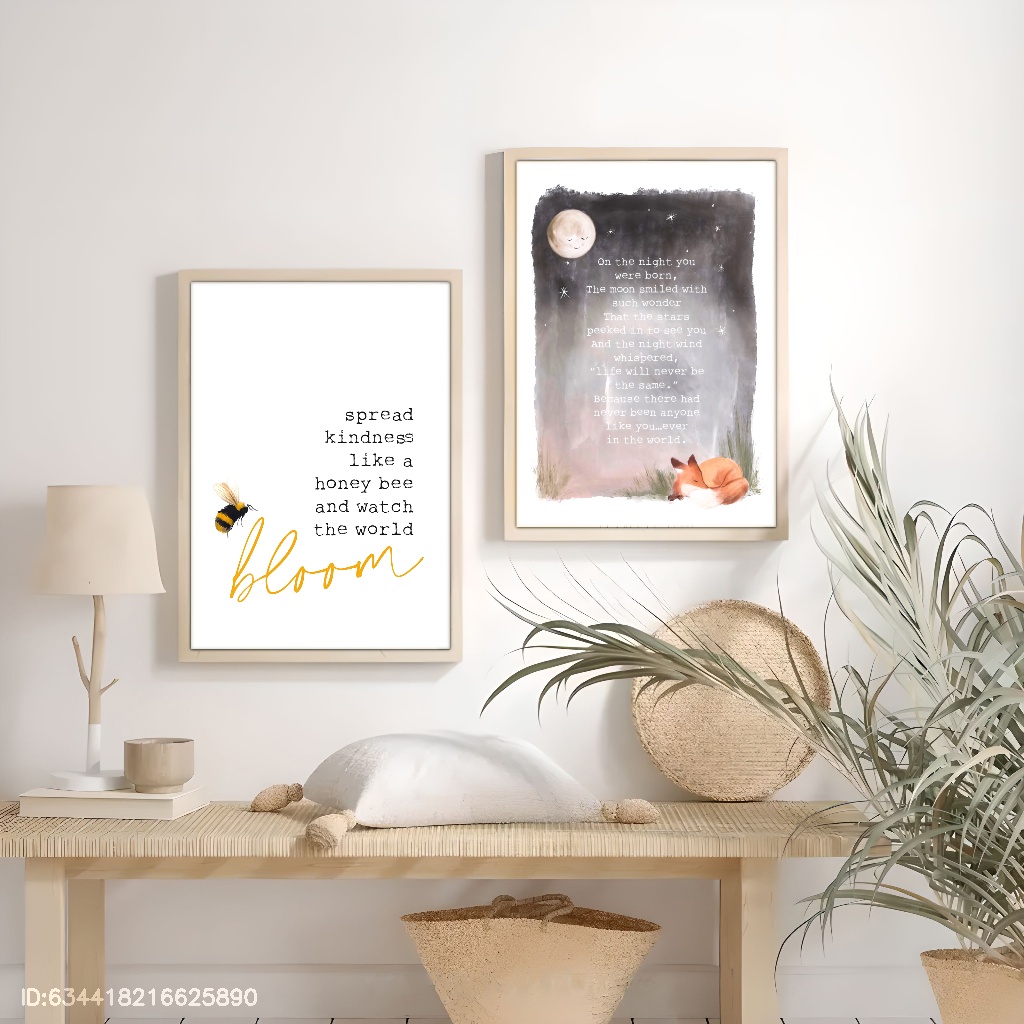 spread
kindness
like a
honey bee
and watch
the world
bloom
On the night you
were born,
The moon smiled with
such wonder
That the stars
peeked in to see you
And the night wind
whispered,
"life will never be
the same."
Because there had
never been anyone
like you…ever
in the world.
ID:634418216625890